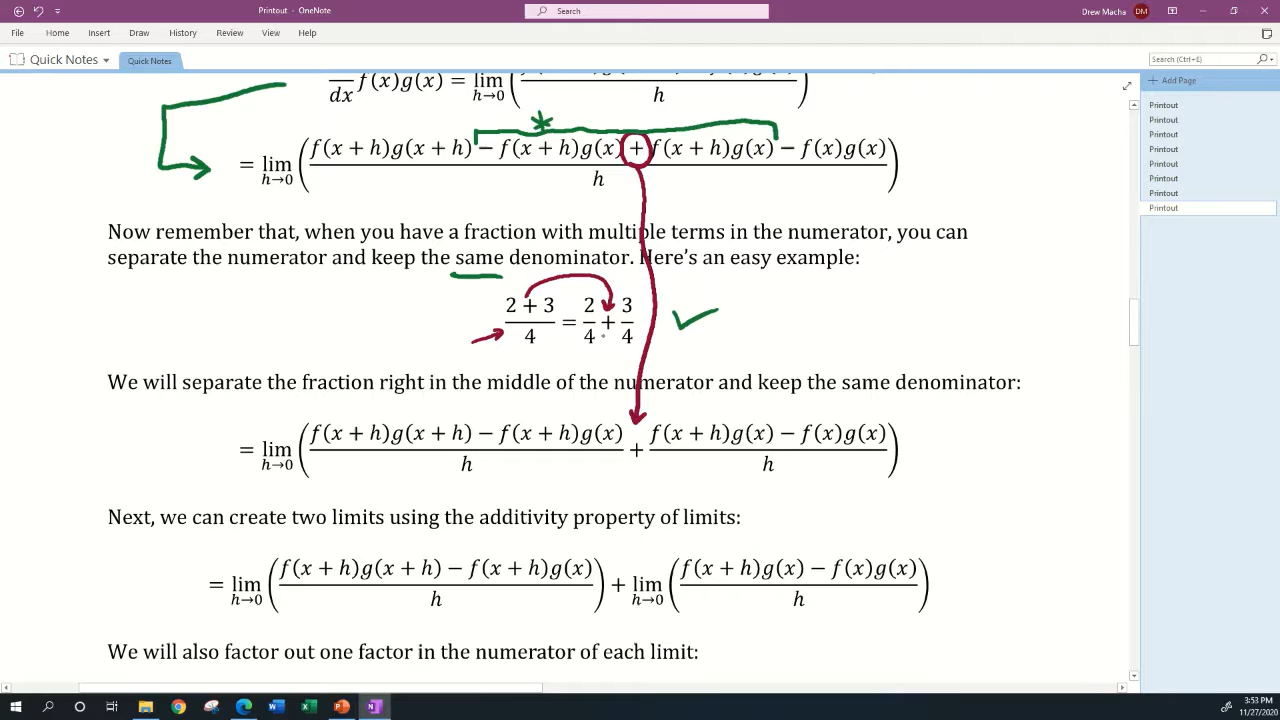 Printout - OneNote
Search
Drew Macha DM
File Home Insert Draw History Review View Help
Quick Notes
Quick Notes
Search (Ctrl+E)
Add Page
Printout
Printout
Printout
Printout
Printout
Printout
Printout
Printout
dx f(x)g(x) = lim h→0 ( / h )
*
= lim h→0 ( f(x + h)g(x + h) − f(x + h)g(x) + f(x + h)g(x) − f(x)g(x) / h )
Now remember that, when you have a fraction with multiple terms in the numerator, you can
separate the numerator and keep the same denominator. Here’s an easy example:
2 + 3 / 4 = 2/4 + 3/4 ✓
We will separate the fraction right in the middle of the numerator and keep the same denominator:
= lim h→0 ( f(x + h)g(x + h) − f(x + h)g(x) / h + f(x + h)g(x) − f(x)g(x) / h )
Next, we can create two limits using the additivity property of limits:
= lim h→0 ( f(x + h)g(x + h) − f(x + h)g(x) / h ) + lim h→0 ( f(x + h)g(x) − f(x)g(x) / h )
We will also factor out one factor in the numerator of each limit:
3:53 PM
11/27/2020